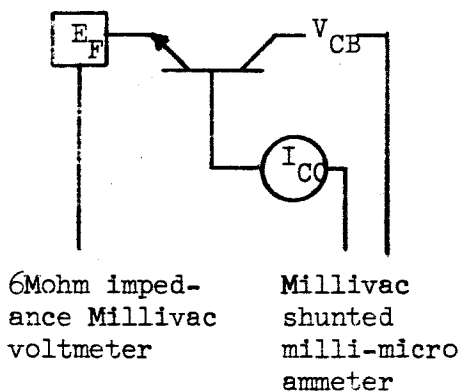 E_F
V_CB
I_CO
6Mohm imped-
ance Millivac
voltmeter
Millivac
shunted
milli-micro
ammeter